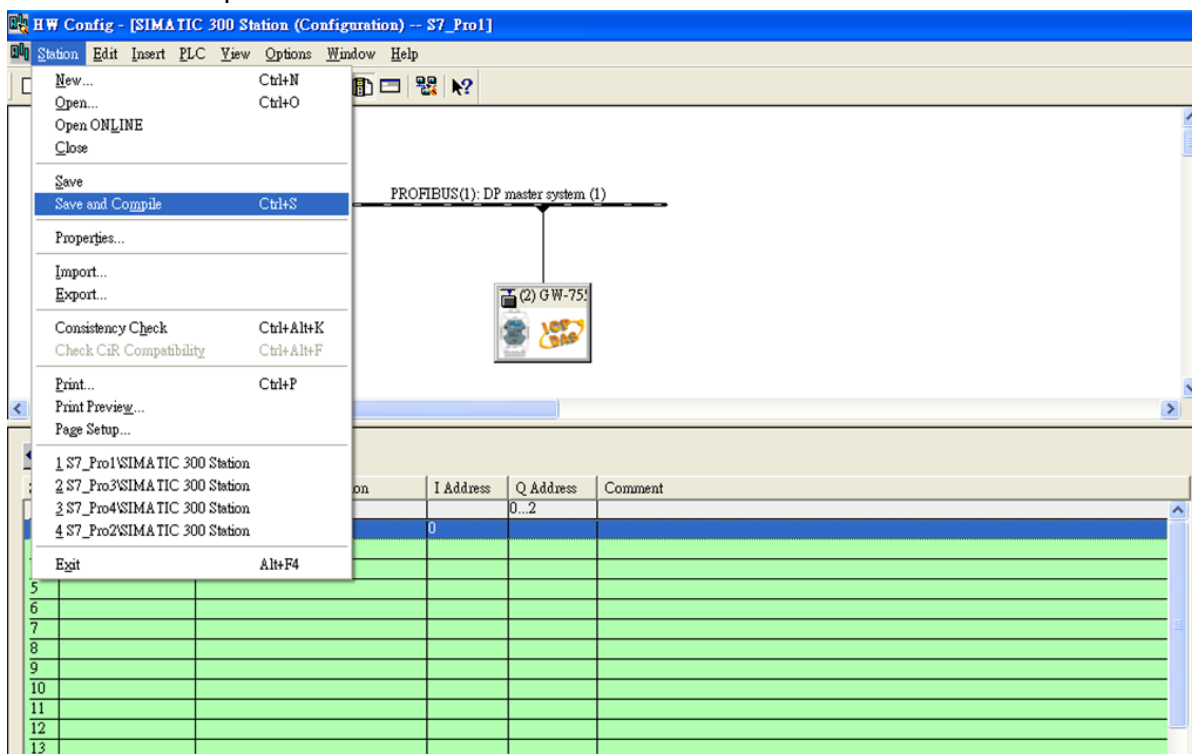 HW Config - [SIMATIC 300 Station (Configuration) -- S7_Pro1]
Station Edit Insert PLC View Options Window Help
New... Ctrl+N
Open... Ctrl+O
Open ONLINE
Close
Save
Save and Compile Ctrl+S
Properties...
Import...
Export...
Consistency Check Ctrl+Alt+K
Check CiR Compatibility Ctrl+Alt+F
Print... Ctrl+P
Print Preview...
Page Setup...
1 S7_Pro1\SIMATIC 300 Station
2 S7_Pro3\SIMATIC 300 Station
3 S7_Pro4\SIMATIC 300 Station
4 S7_Pro2\SIMATIC 300 Station
Exit Alt+F4
PROFIBUS(1): DP master system (1)
(2) GW-755
ICP
DAS
on I Address Q Address Comment
0...2
0
5
6
7
8
9
10
11
12
13